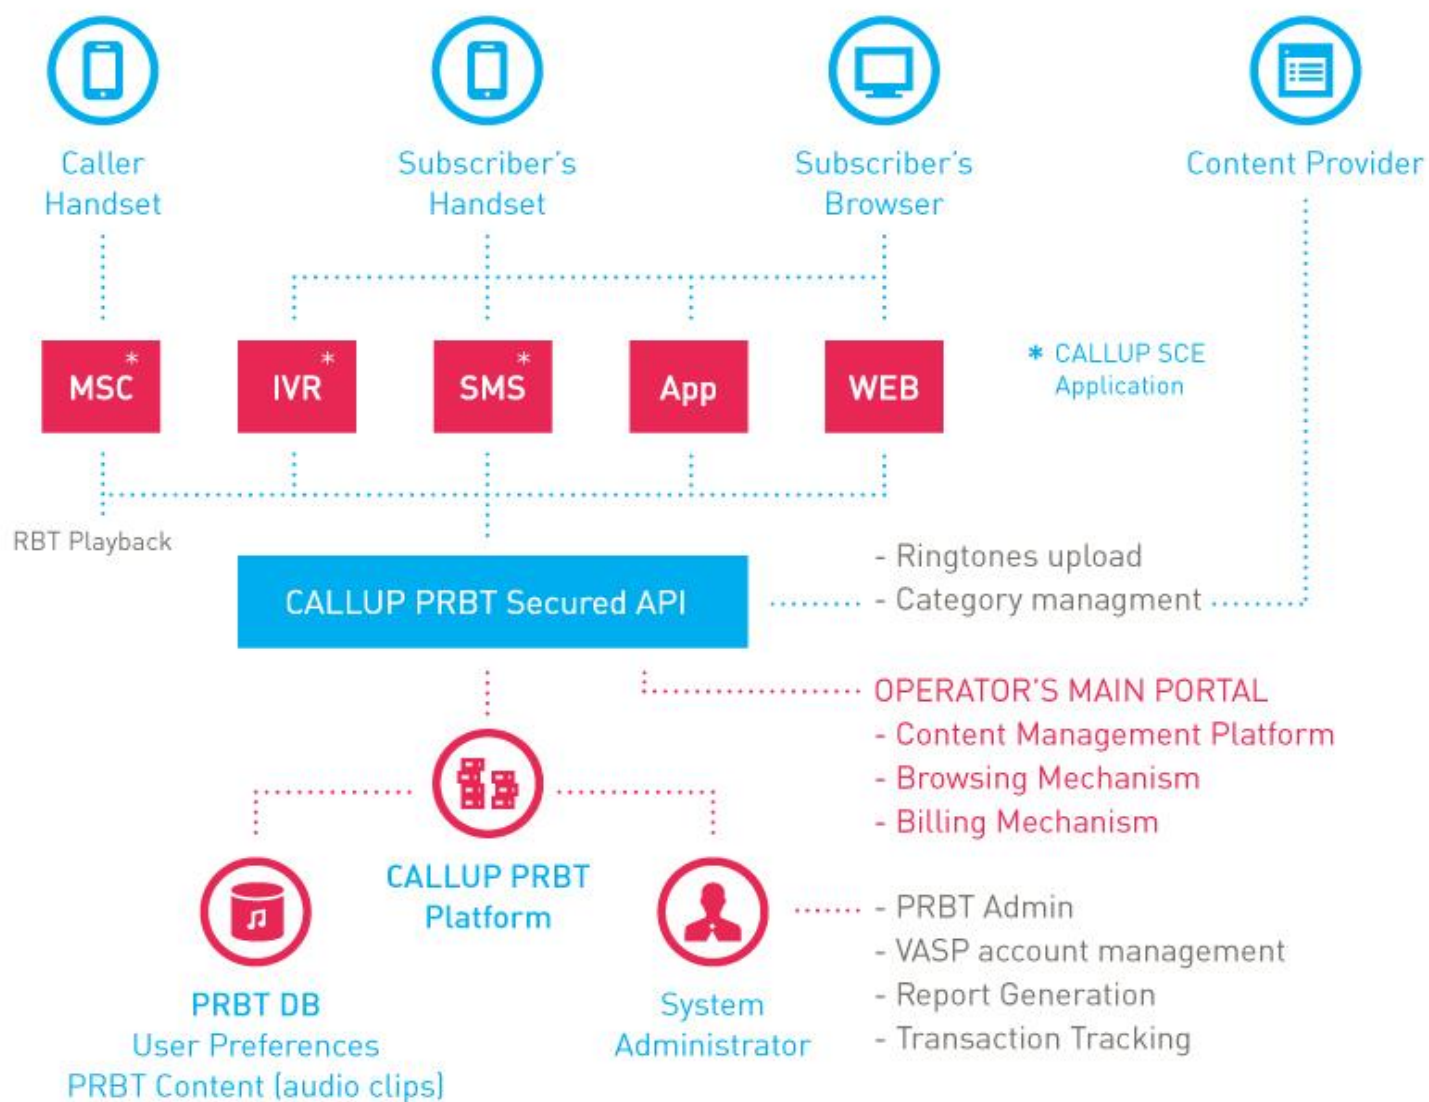 Caller
Handset
Subscriber's
Handset
Subscriber's
Browser
Content Provider
MSC*
IVR*
SMS*
App
WEB
* CALLUP SCE
Application
RBT Playback
CALLUP PRBT Secured API
- Ringtones upload
- Category managment
OPERATOR'S MAIN PORTAL
- Content Management Platform
- Browsing Mechanism
- Billing Mechanism
CALLUP PRBT
Platform
PRBT DB
User Preferences
PRBT Content (audio clips)
System
Administrator
- PRBT Admin
- VASP account management
- Report Generation
- Transaction Tracking